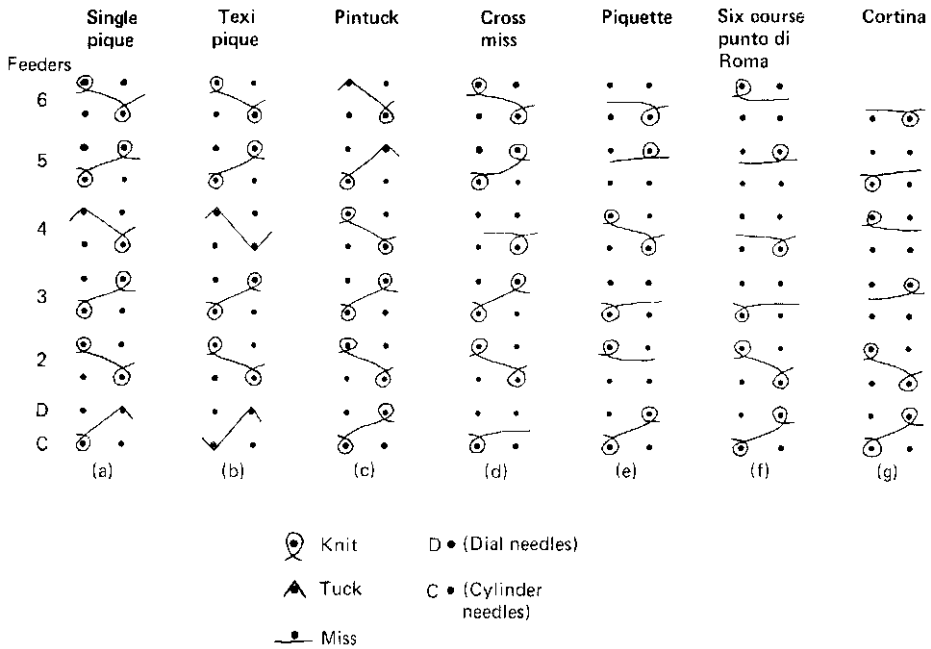 Single pique
Texi pique
Pintuck
Cross miss
Piquette
Six course punto di Roma
Cortina
Feeders
6
5
4
3
2
D
C
(a) (b) (c) (d) (e) (f) (g)
Knit
D • (Dial needles)
Tuck
C • (Cylinder needles)
Miss